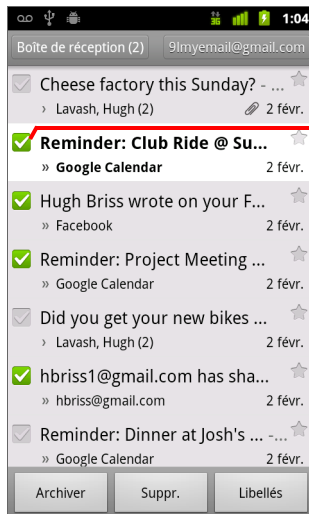 3G 1:04
Boîte de réception (2) 9lmyemail@gmail.com
Cheese factory this Sunday? - ...
› Lavash, Hugh (2) 2 févr.
Reminder: Club Ride @ Su...
» Google Calendar 2 févr.
Hugh Briss wrote on your F...
» Facebook 2 févr.
Reminder: Project Meeting ...
» Google Calendar 2 févr.
Did you get your new bikes ...
› Lavash, Hugh (2) 2 févr.
hbriss1@gmail.com has sha...
» hbriss@gmail.com 2 févr.
Reminder: Dinner at Josh's ... -...
» Google Calendar 2 févr.
Archiver Suppr. Libellés